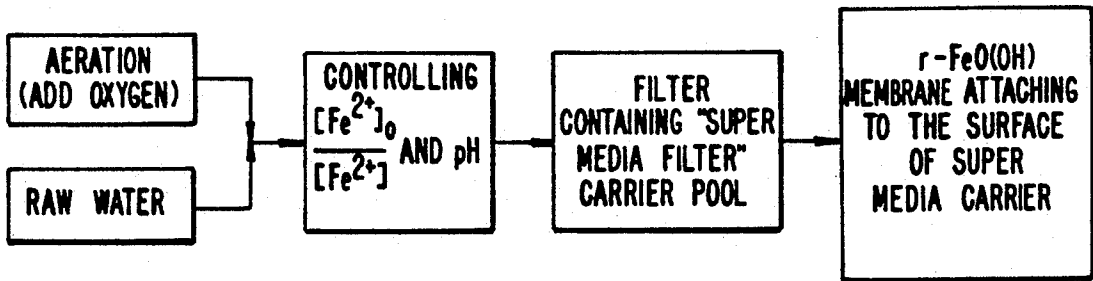 AERATION
(ADD OXYGEN)
RAW WATER
CONTROLLING
[Fe²⁺]₀
/[Fe²⁺] AND pH
FILTER
CONTAINING "SUPER
MEDIA FILTER"
CARRIER POOL
r-FeO(OH)
MEMBRANE ATTACHING
TO THE SURFACE
OF SUPER
MEDIA CARRIER